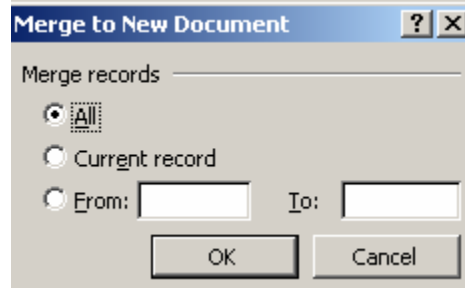 Merge to New Document ? ×
Merge records
All
Current record
From: To:
OK Cancel